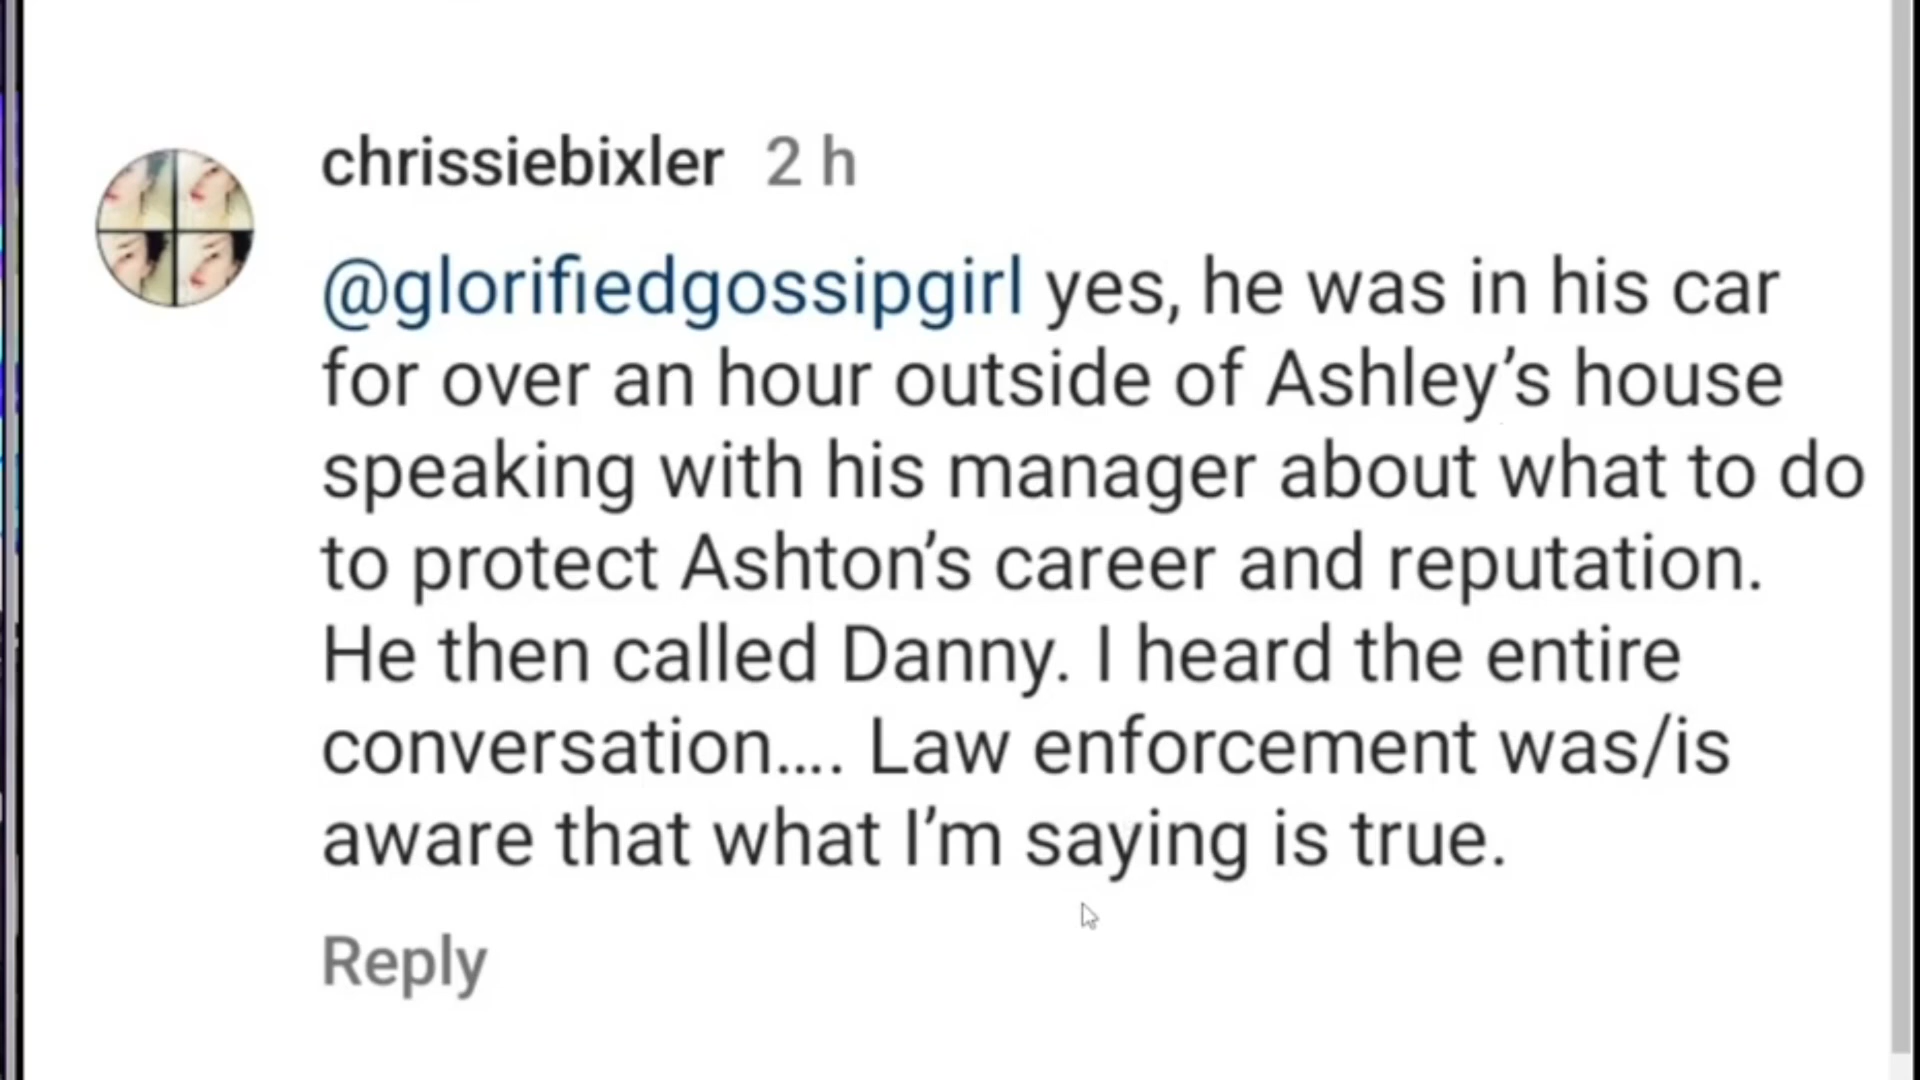 chrissiebixler 2 h
@glorifiedgossipgirl yes, he was in his car
for over an hour outside of Ashley’s house
speaking with his manager about what to do
to protect Ashton’s career and reputation.
He then called Danny. I heard the entire
conversation.... Law enforcement was/is
aware that what I’m saying is true.
Reply